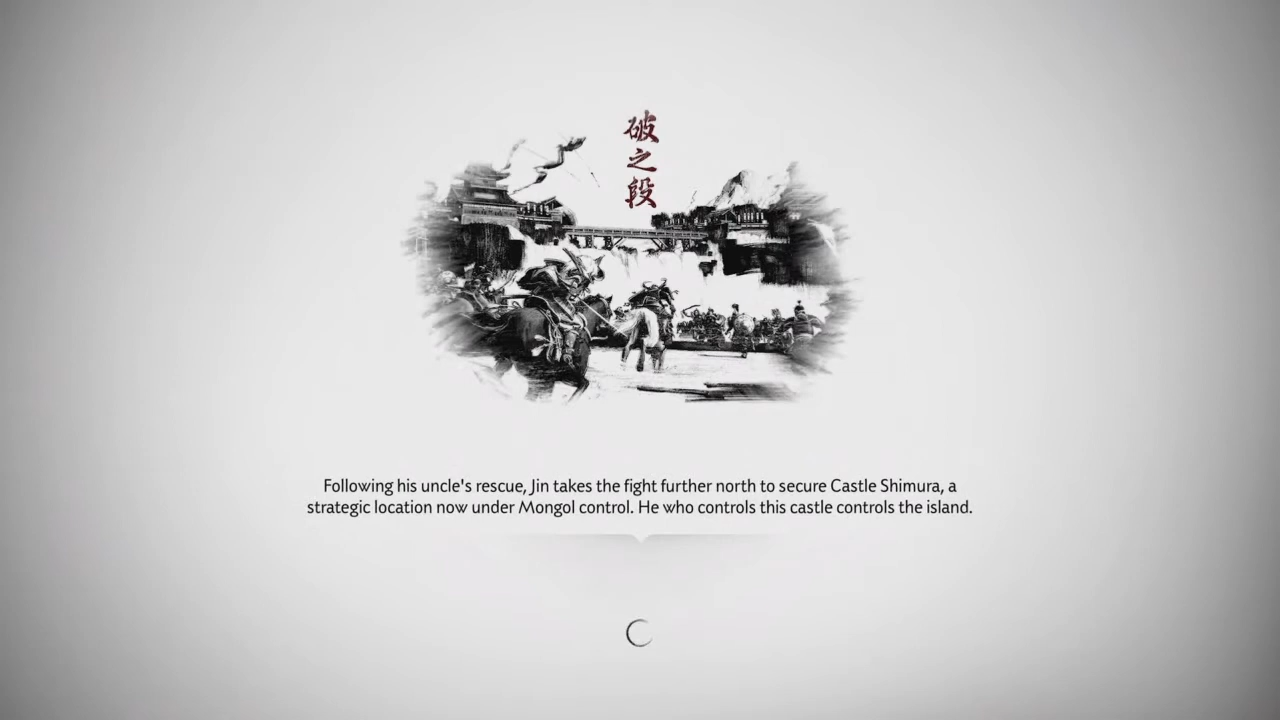 破之段
Following his uncle's rescue, Jin takes the fight further north to secure Castle Shimura, a
strategic location now under Mongol control. He who controls this castle controls the island.